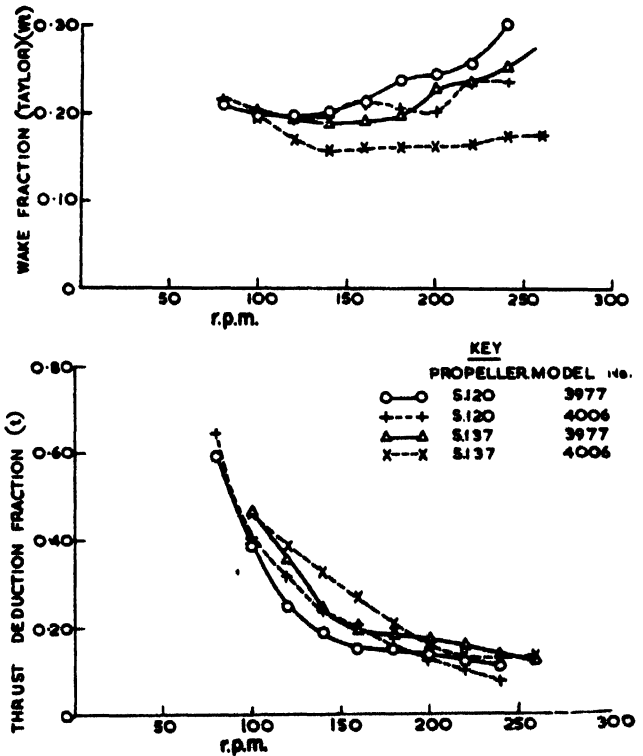 WAKE FRACTION (TAYLOR)(w)
0·30
0·20
0·10
0
50 100 150 200 250 300
r.p.m.
KEY
PROPELLER. MODEL No.
S.120 3977
S.120 4006
S.137 3977
S.137 4006
THRUST DEDUCTION FRACTION (t)
0·80
0·60
0·40
0·20
0
50 100 150 200 250 300
r.p.m.